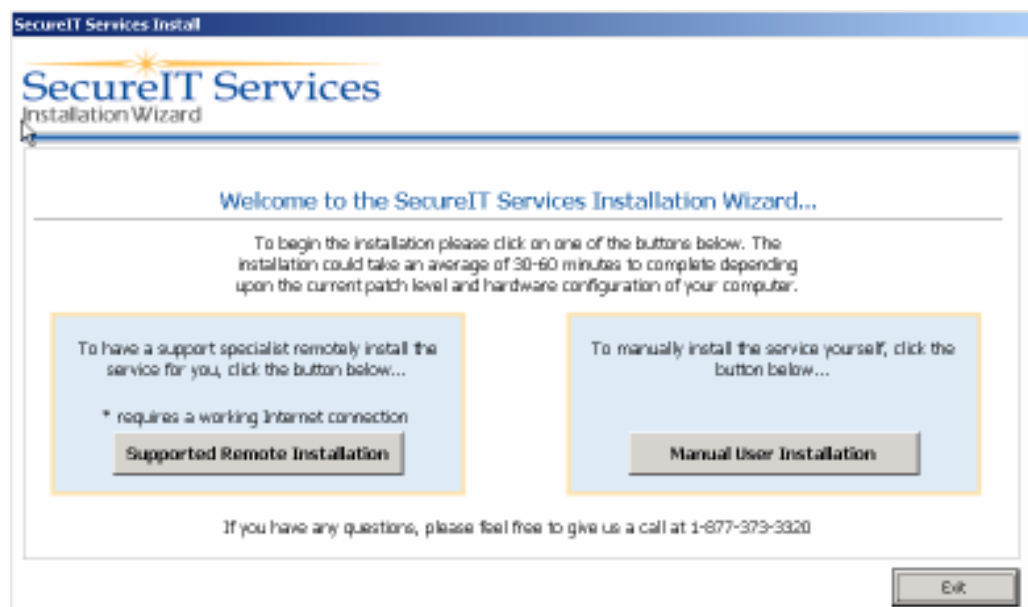 SecureIT Services Install
SecureIT Services
Installation Wizard
Welcome to the SecureIT Services Installation Wizard...
To begin the installation please click on one of the buttons below. The
installation could take an average of 30-60 minutes to complete depending
upon the current patch level and hardware configuration of your computer.
To have a support specialist remotely install the
service for you, click the button below...
* requires a working Internet connection
Supported Remote Installation
To manually install the service yourself, click the
button below...
Manual User Installation
If you have any questions, please feel free to give us a call at 1-877-373-3320
Exit